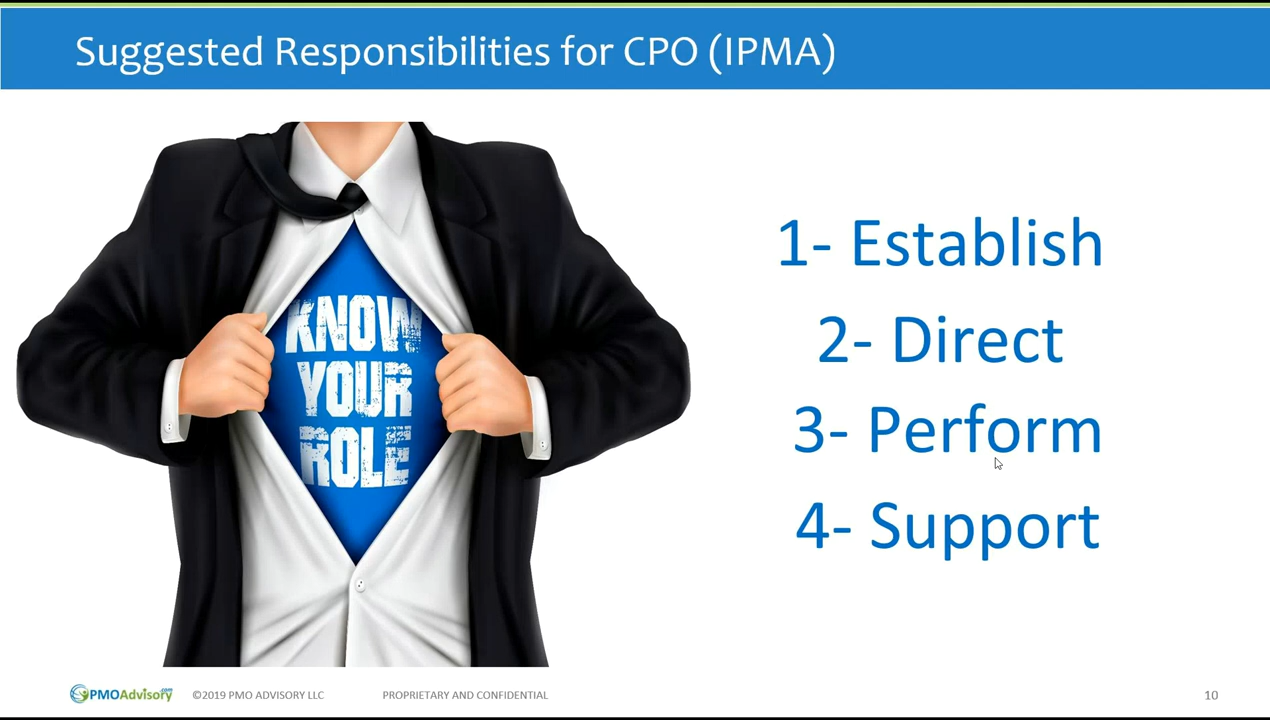 Suggested Responsibilities for CPO (IPMA)
KNOW
YOUR
ROLE
1- Establish
2- Direct
3- Perform
4- Support
PMOAdvisory.com ©2019 PMO ADVISORY LLC PROPRIETARY AND CONFIDENTIAL 10